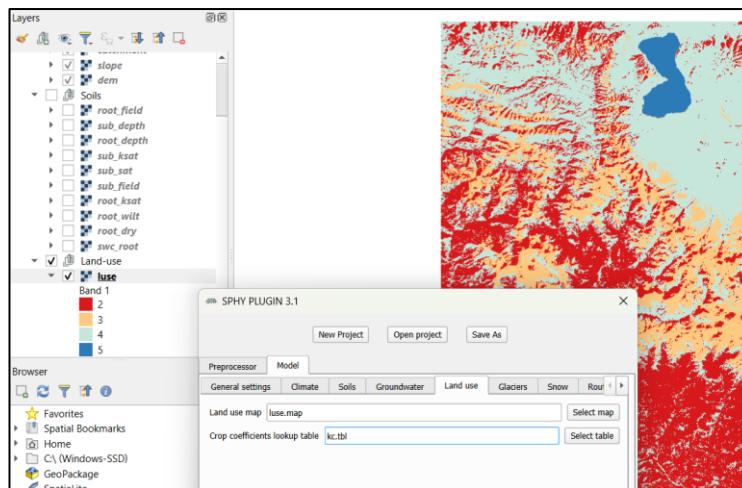 Layers
slope
dem
Soils
root_field
sub_depth
root_depth
sub_ksat
sub_sat
sub_field
root_ksat
root_wilt
root_dry
swc_root
Land-use
luse
Band 1
2
3
4
5
Browser
Favorites
Spatial Bookmarks
Home
C:\ (Windows-SSD)
GeoPackage
SPHY PLUGIN 3.1
New Project Open project Save As
Preprocessor Model
General settings Climate Soils Groundwater Land use Glaciers Snow
Land use map luse.map Select map
Crop coefficients lookup table kc.tbl Select table